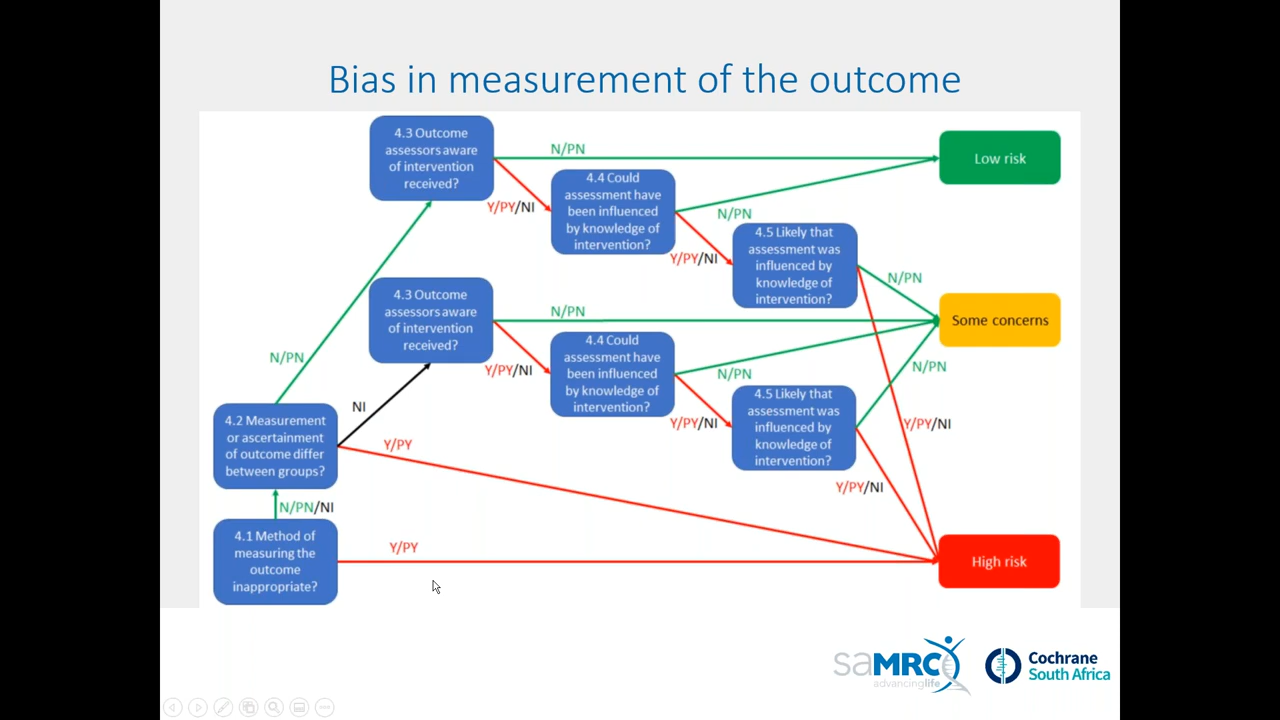 Bias in measurement of the outcome
4.3 Outcome
assessors aware
of intervention
received?
N/PN
Low risk
Y/PY/NI
4.4 Could
assessment have
been influenced
by knowledge of
intervention?
N/PN
Y/PY/NI
4.5 Likely that
assessment was
influenced by
knowledge of
intervention?
N/PN
Y/PY/NI
4.3 Outcome
assessors aware
of intervention
received?
N/PN
Some concerns
Y/PY/NI
4.4 Could
assessment have
been influenced
by knowledge of
intervention?
N/PN
Y/PY/NI
4.5 Likely that
assessment was
influenced by
knowledge of
intervention?
N/PN
Y/PY/NI
N/PN
NI
4.2 Measurement
or ascertainment
of outcome differ
between groups?
Y/PY
N/PN/NI
4.1 Method of
measuring the
outcome
inappropriate?
Y/PY
High risk
saMRC
advancinglife
Cochrane
South Africa